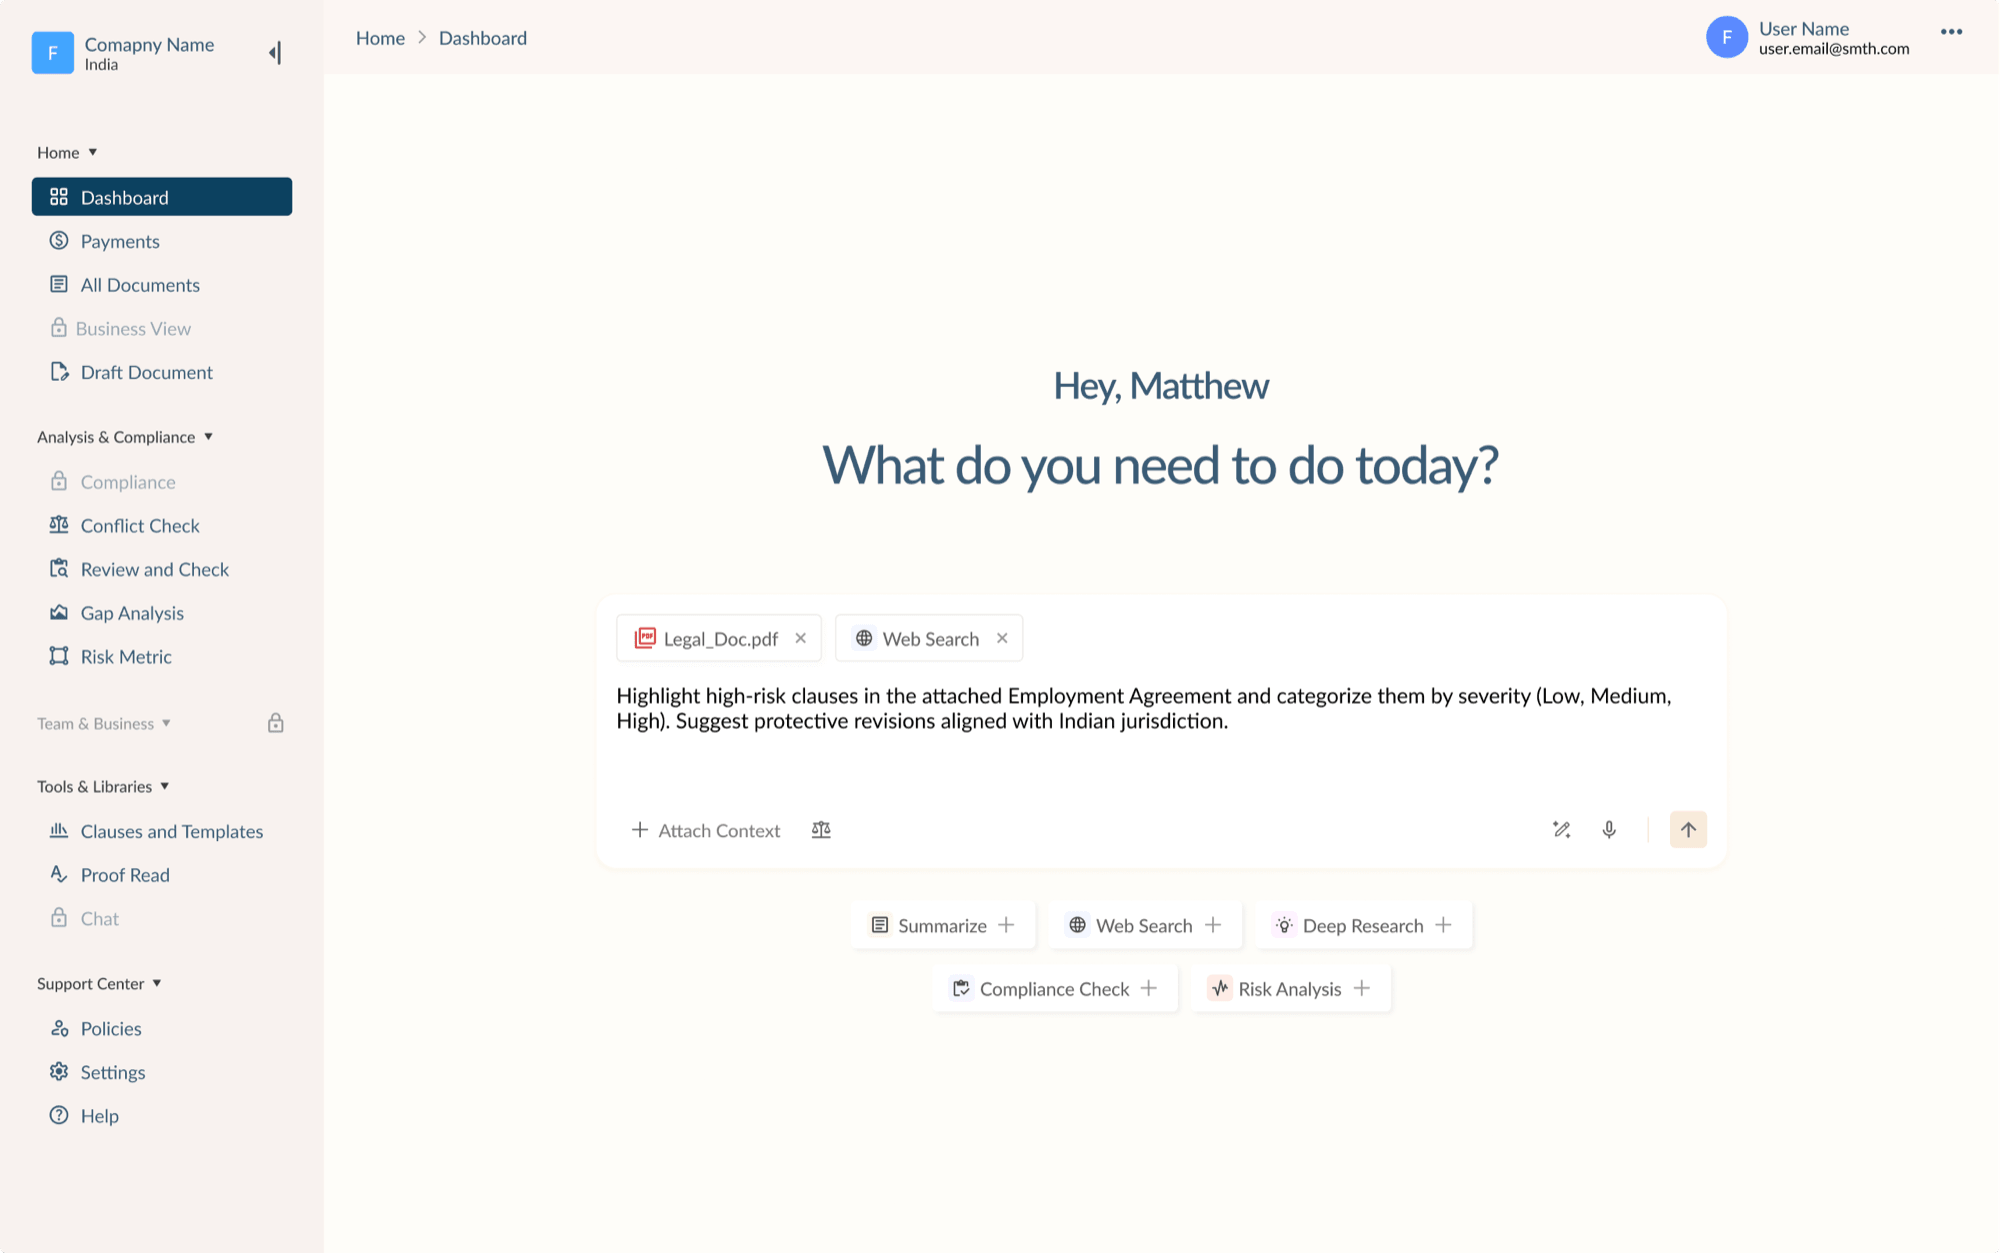 F
Comapny Name
India
Home
Dashboard
Payments
All Documents
Business View
Draft Document
Analysis & Compliance
Compliance
Conflict Check
Review and Check
Gap Analysis
Risk Metric
Team & Business
Tools & Libraries
Clauses and Templates
Proof Read
Chat
Support Center
Policies
Settings
Help
Home > Dashboard
F
User Name
user.email@smth.com
Hey, Matthew
What do you need to do today?
PDF Legal_Doc.pdf
Web Search
Highlight high-risk clauses in the attached Employment Agreement and categorize them by severity (Low, Medium,
High). Suggest protective revisions aligned with Indian jurisdiction.
Attach Context
Summarize
Web Search
Deep Research
Compliance Check
Risk Analysis